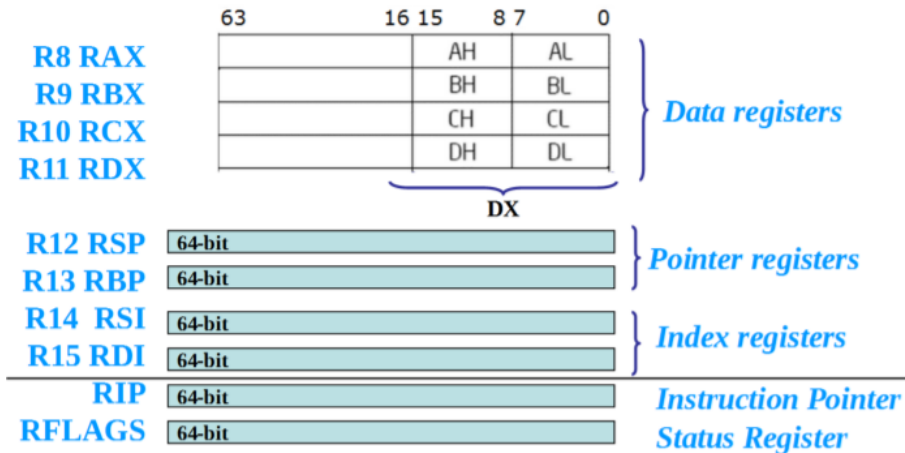 63 16 15 8 7 0
R8 RAX AH AL
R9 RBX BH BL
Data registers
R10 RCX CH CL
R11 RDX DH DL
DX
R12 RSP 64-bit
Pointer registers
R13 RBP 64-bit
R14 RSI 64-bit
Index registers
R15 RDI 64-bit
RIP 64-bit Instruction Pointer
RFLAGS 64-bit Status Register